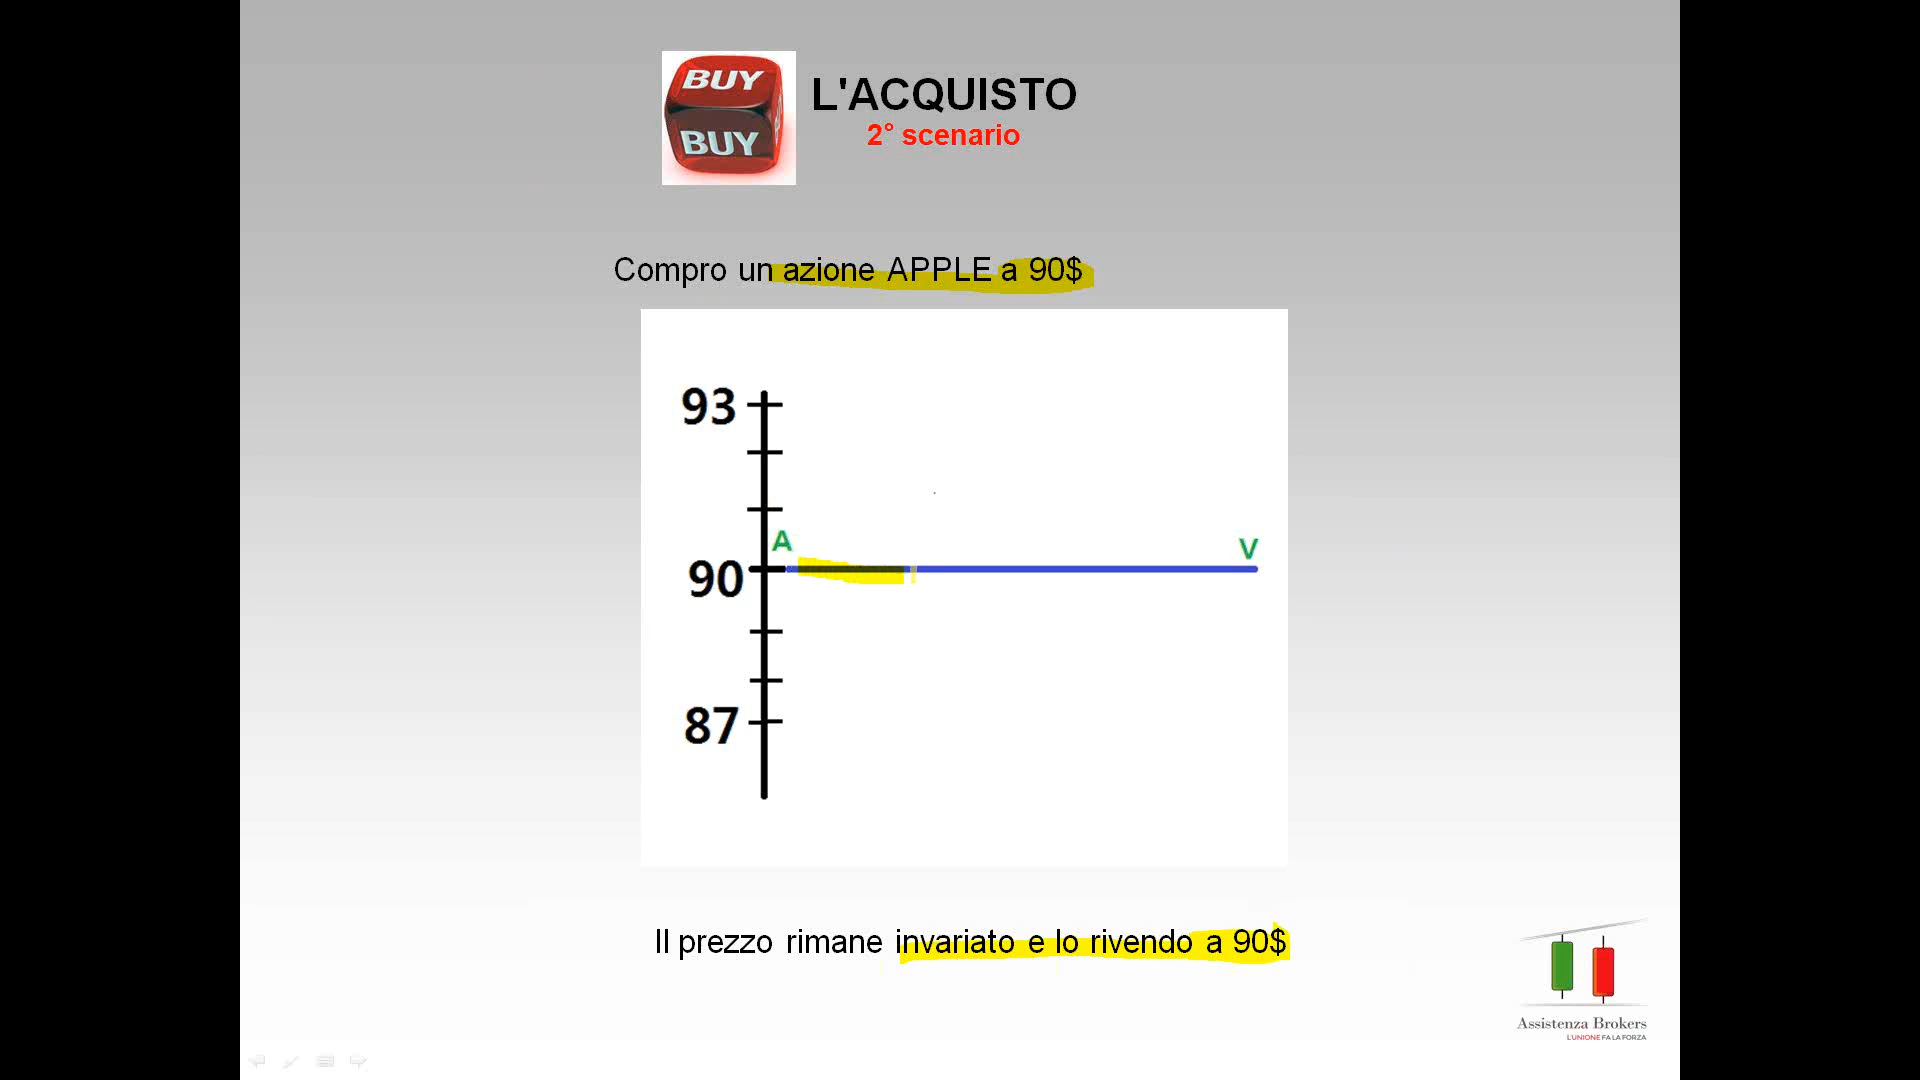 BUY
BUY
L'ACQUISTO
2° scenario
Compro un azione APPLE a 90$
93
A
V
90
87
Il prezzo rimane invariato e lo rivendo a 90$
Assistenza Brokers
L'UNIONE FA LA FORZA